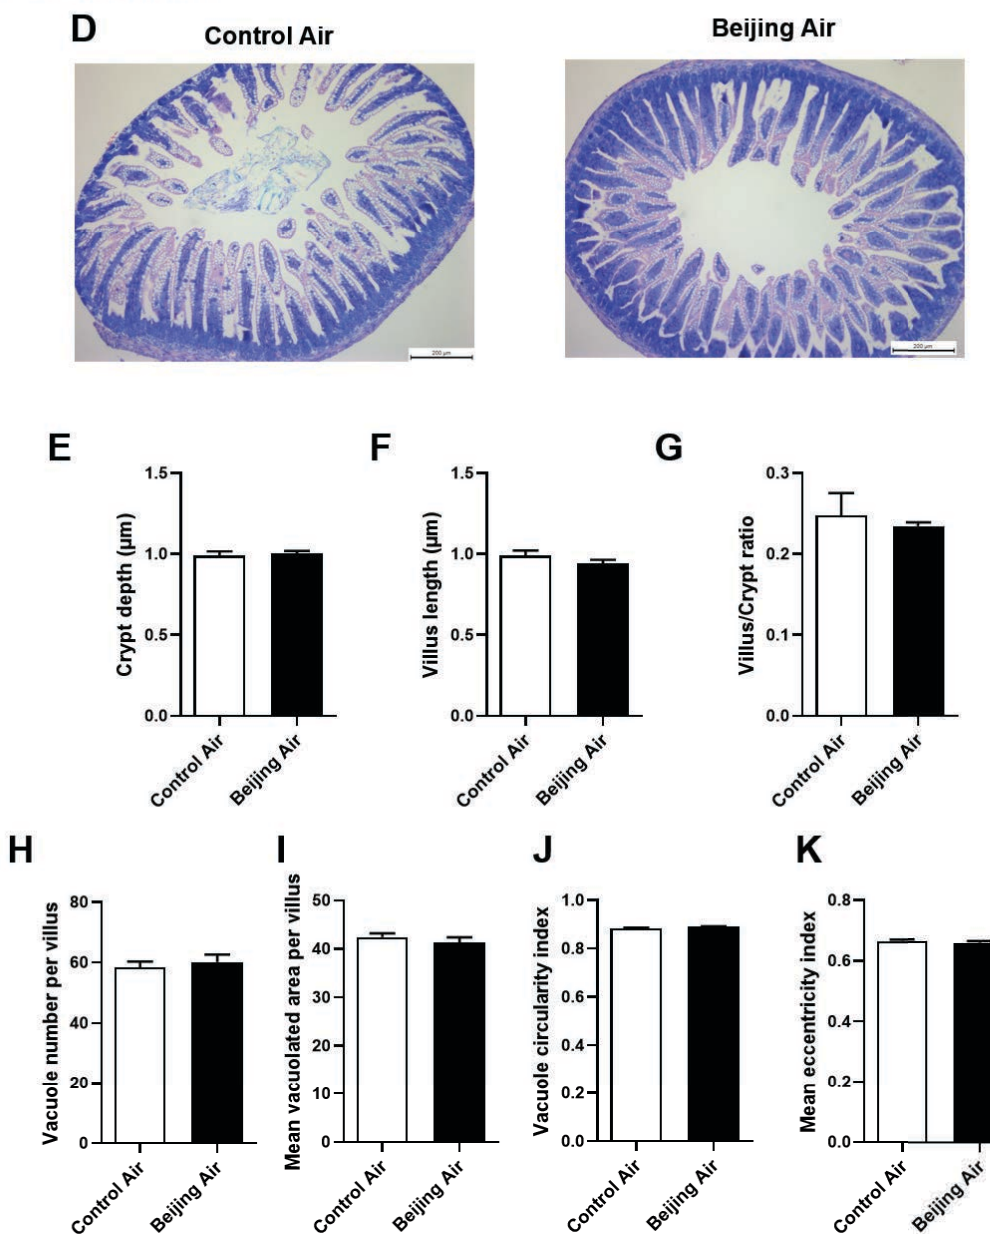 D
Control Air
Beijing Air
200 µm
200 µm
E
F
G
Crypt depth (µm)
1.5
1.0
0.5
0.0
Control Air
Beijing Air
Villus length (µm)
1.5
1.0
0.5
0.0
Control Air
Beijing Air
Villus/Crypt ratio
0.3
0.2
0.1
0.0
Control Air
Beijing Air
H
I
J
K
Vacuole number per villus
80
60
40
20
0
Control Air
Beijing Air
Mean vacuolated area per villus
50
40
30
20
10
0
Control Air
Beijing Air
Vacuole circularity index
1.0
0.8
0.6
0.4
0.2
0.0
Control Air
Beijing Air
Mean eccentricity index
0.8
0.6
0.4
0.2
0.0
Control Air
Beijing Air